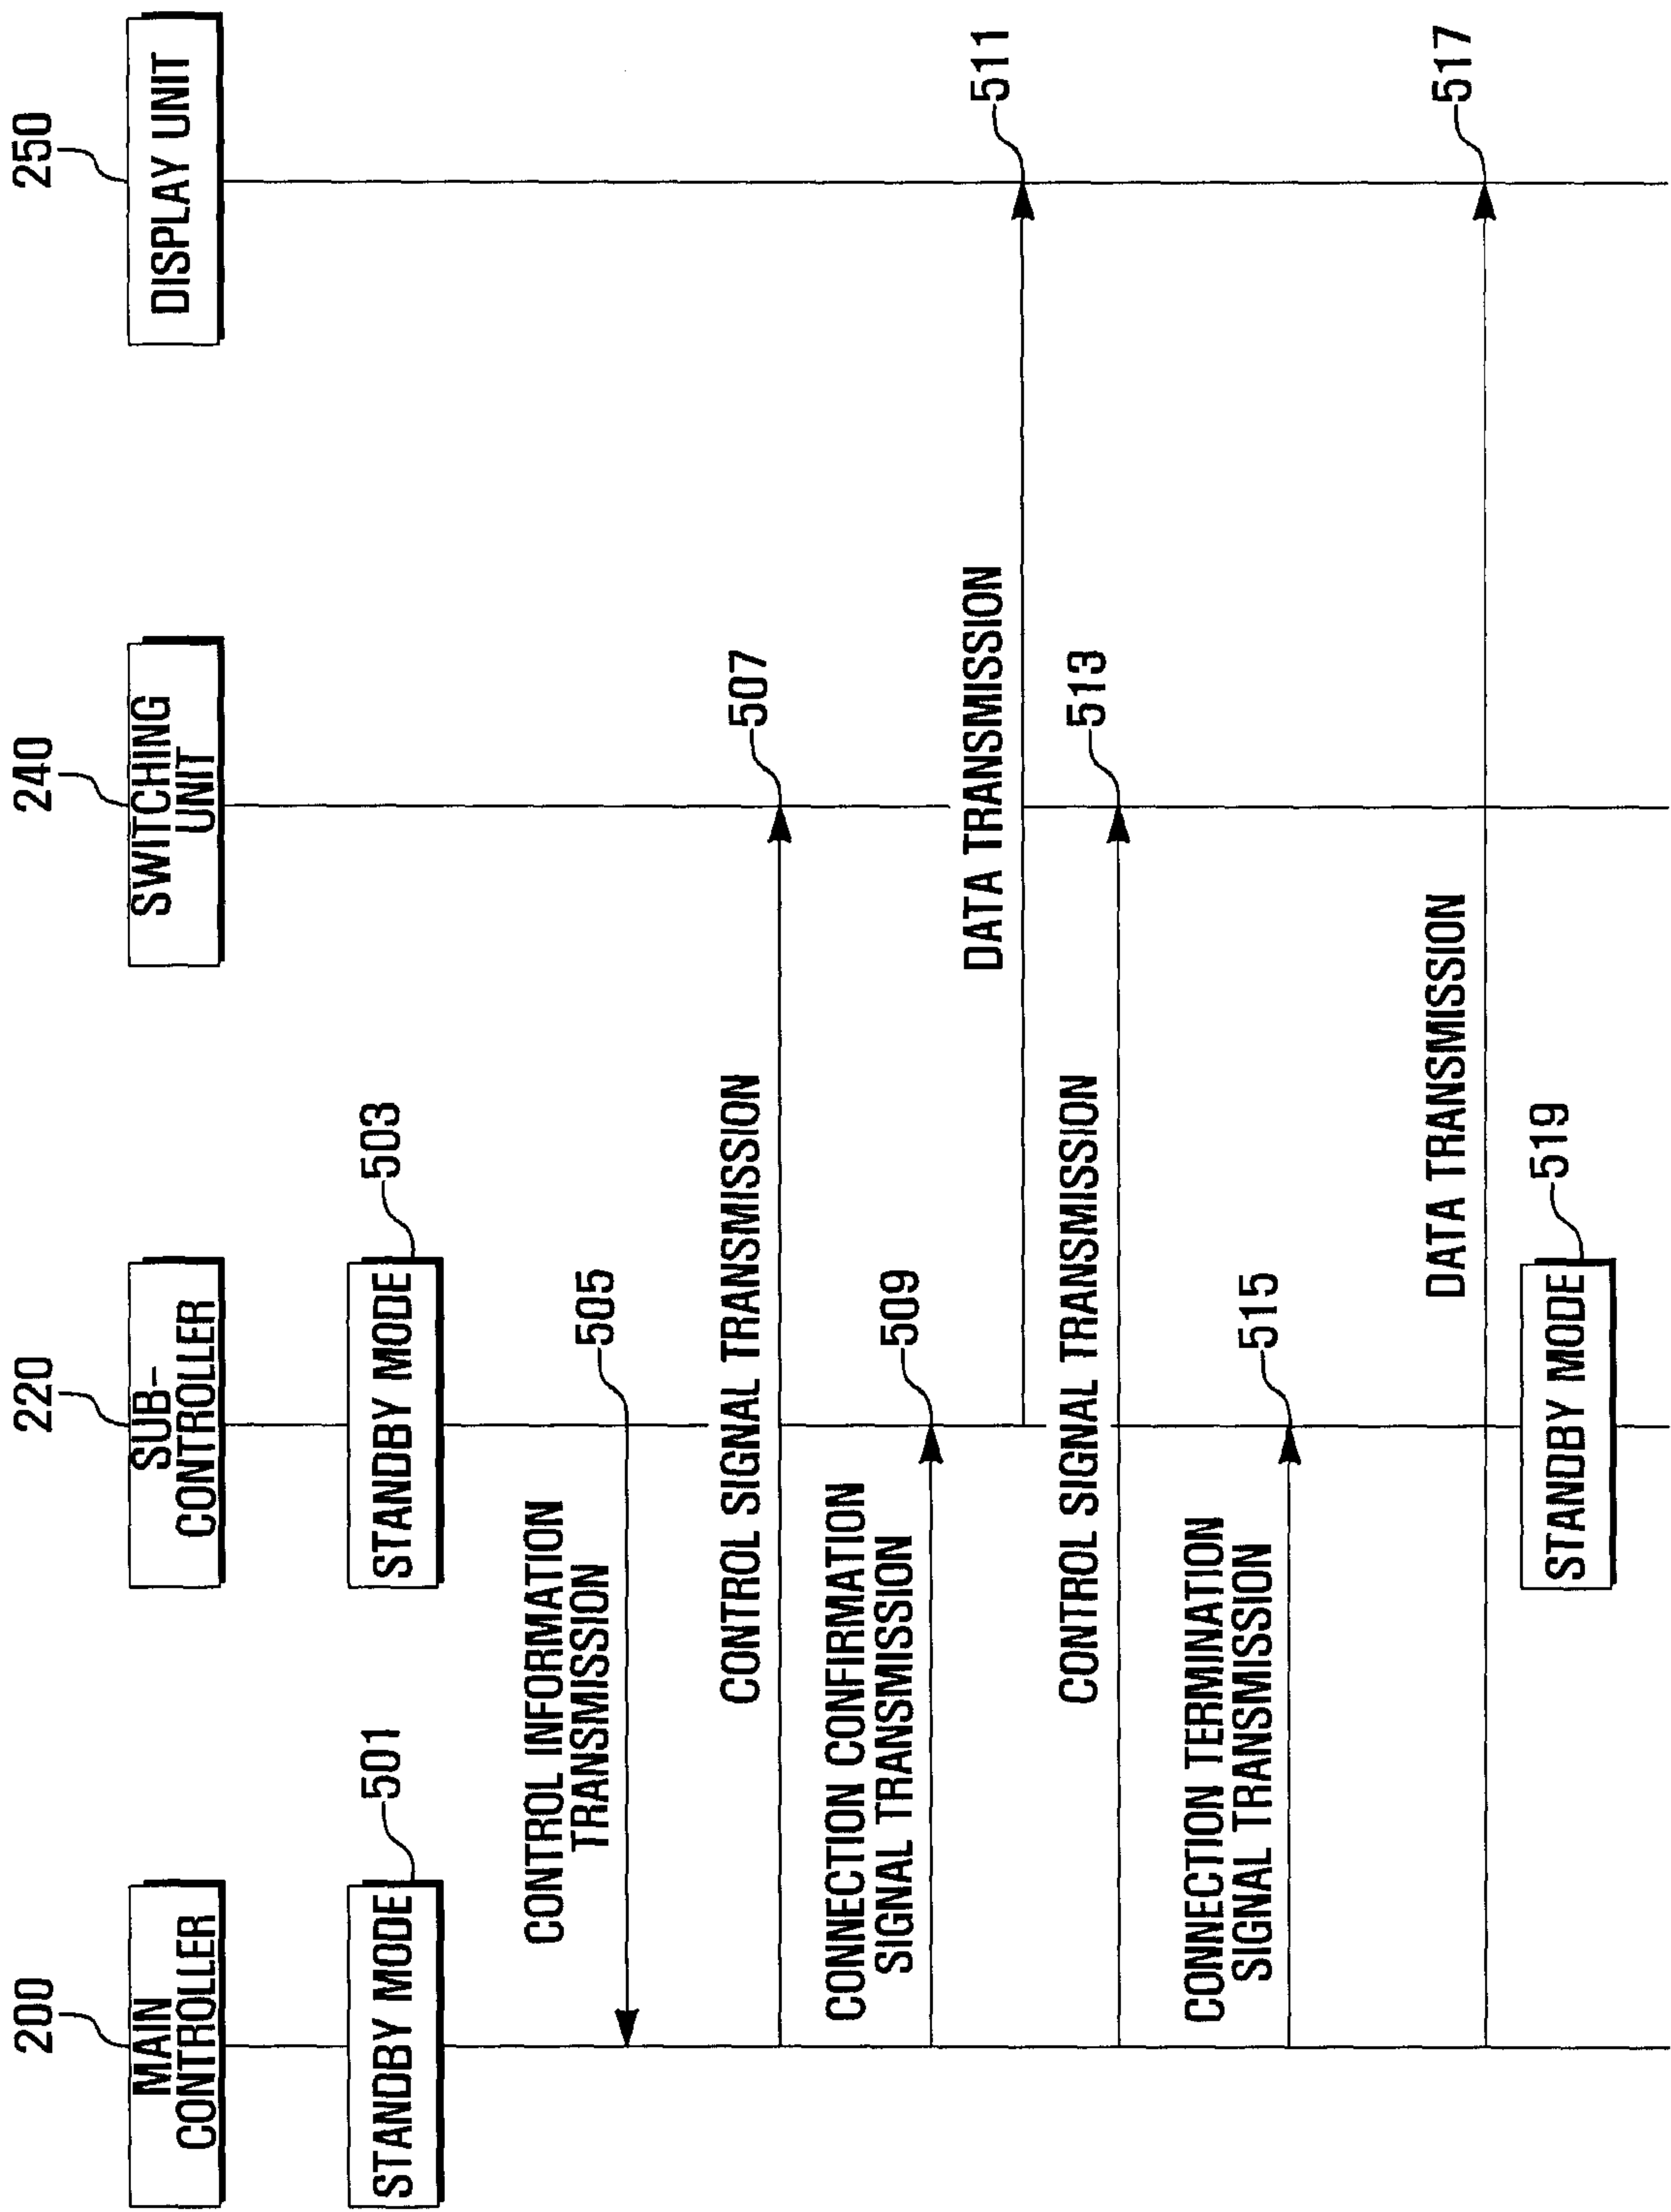 200
220
240
250
MAIN
CONTROLLER
SUB-
CONTROLLER
SWITCHING
UNIT
DISPLAY UNIT
STANDBY MODE
501
STANDBY MODE
503
CONTROL INFORMATION
TRANSMISSION
505
CONTROL SIGNAL TRANSMISSION
507
CONNECTION CONFIRMATION
SIGNAL TRANSMISSION
509
DATA TRANSMISSION
511
CONTROL SIGNAL TRANSMISSION
513
CONNECTION TERMINATION
SIGNAL TRANSMISSION
515
DATA TRANSMISSION
517
STANDBY MODE
519